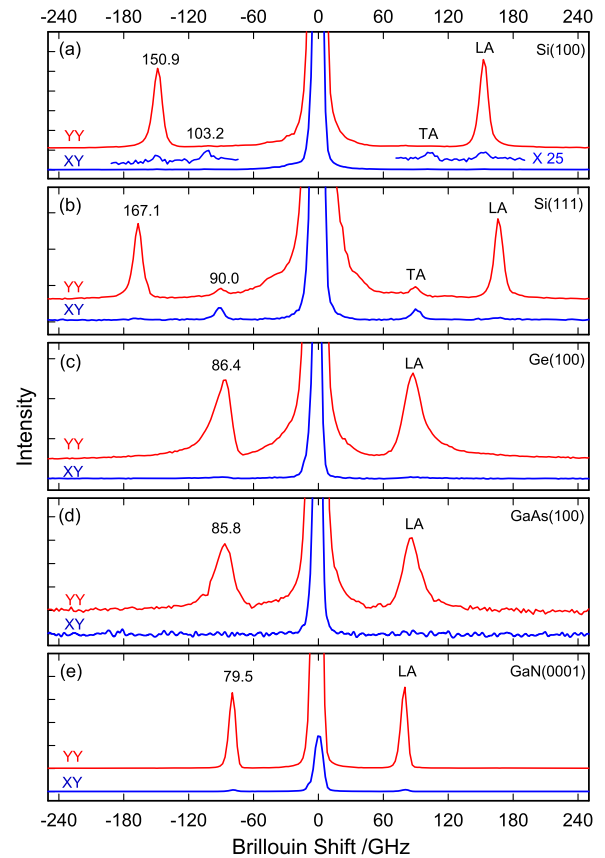 -240 -180 -120 -60 0 60 120 180 240
(a) 150.9 LA Si(100)
YY 103.2 TA
XY X 25
(b) 167.1 LA Si(111)
YY 90.0 TA
XY
(c) 86.4 LA Ge(100)
YY
XY
(d) 85.8 LA GaAs(100)
YY
XY
(e) 79.5 LA GaN(0001)
YY
XY
-240 -180 -120 -60 0 60 120 180 240
Brillouin Shift /GHz
Intensity